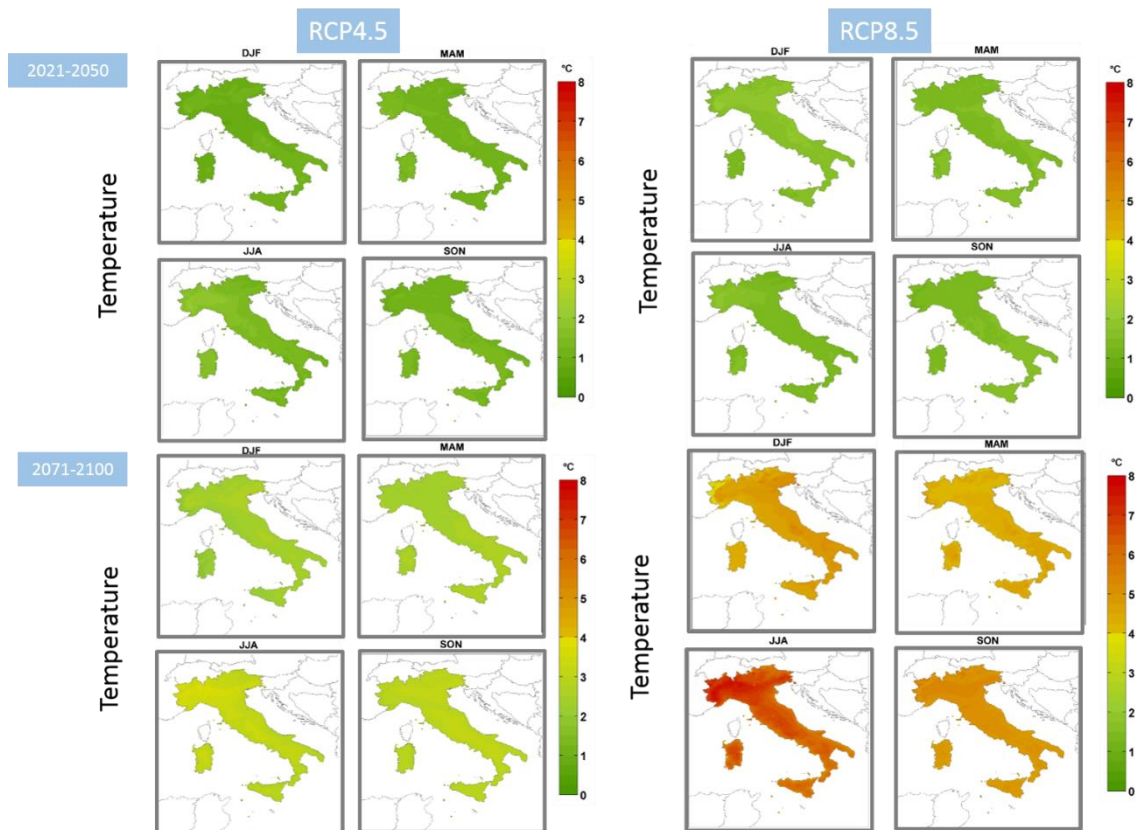 RCP4.5
RCP8.5
2021-2050
DJF
MAM
DJF
MAM
°C
8
7
6
5
4
3
2
1
0
°C
8
7
6
5
4
3
2
1
0
Temperature
Temperature
JJA
SON
JJA
SON
2071-2100
DJF
MAM
DJF
MAM
°C
8
7
6
5
4
3
2
1
0
°C
8
7
6
5
4
3
2
1
0
Temperature
Temperature
JJA
SON
JJA
SON